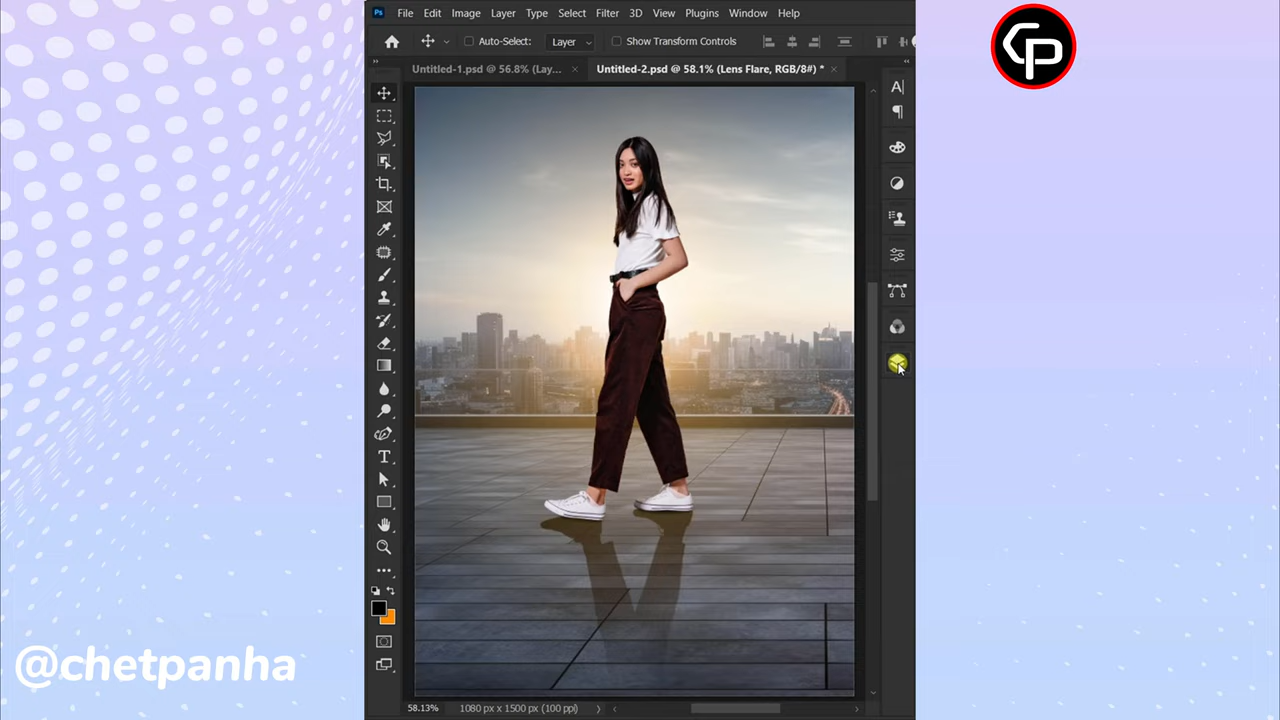 Ps File Edit Image Layer Type Select Filter 3D View Plugins Window Help
Auto-Select: Layer Show Transform Controls
Untitled-1.psd @ 56.8% (Lay... × Untitled-2.psd @ 58.1% (Lens Flare, RGB/8#) * ×
CP
@chetpanha
58.13% 1080 px x 1500 px (100 ppi)